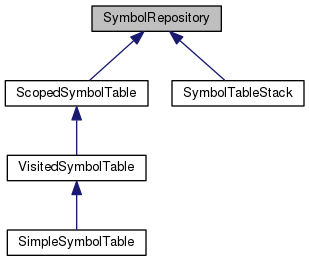 SymbolRepository
ScopedSymbolTable
SymbolTableStack
VisitedSymbolTable
SimpleSymbolTable